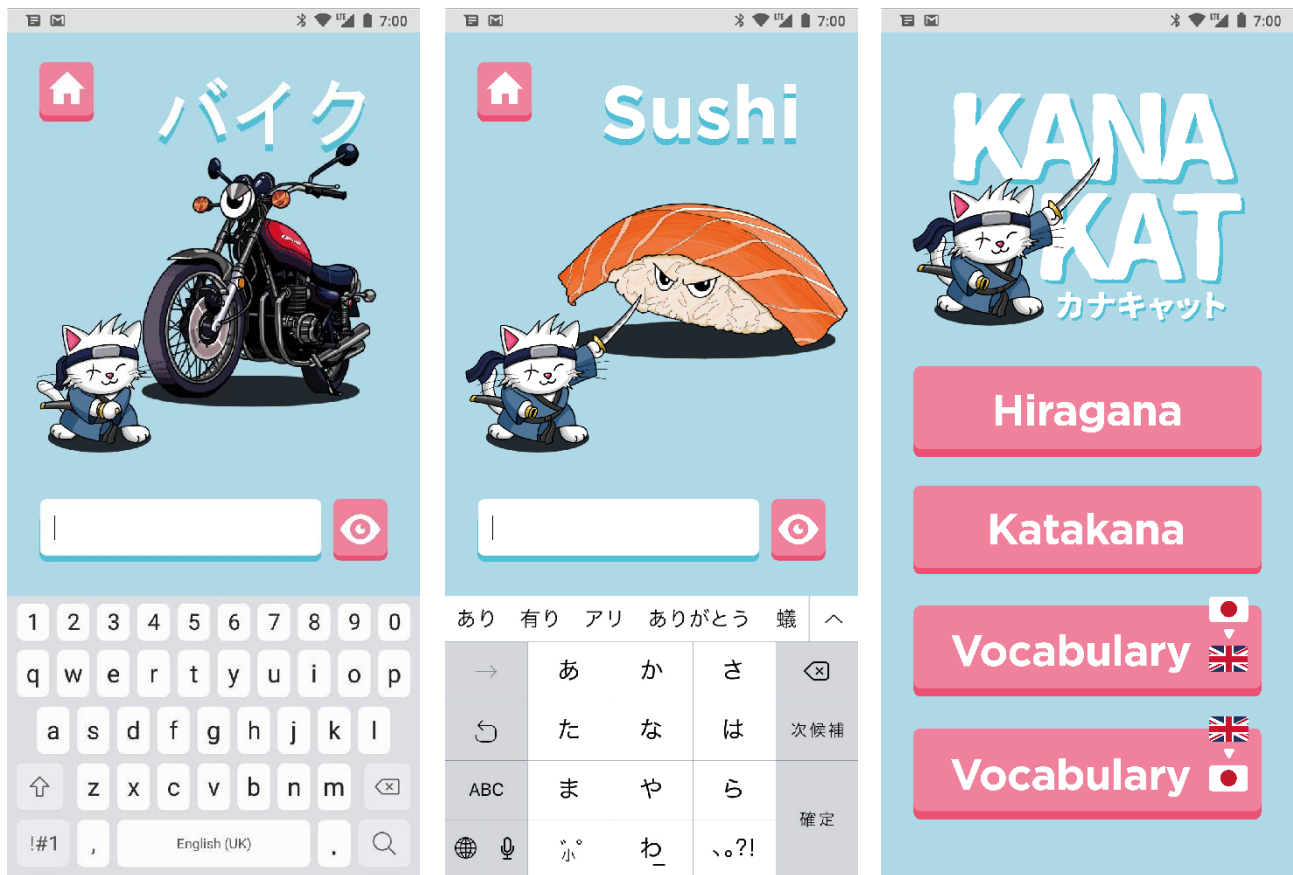 7:00
バイク
1 2 3 4 5 6 7 8 9 0
q w e r t y u i o p
a s d f g h j k l
z x c v b n m
!#1 , English (UK) .
7:00
Sushi
あり 有り アリ ありがとう 蟻
あ か さ
た な は 次候補
ABC ま や ら
確定
゛゜小 わ 、。?!
7:00
KANA
KAT
カナキャット
Hiragana
Katakana
Vocabulary
Vocabulary